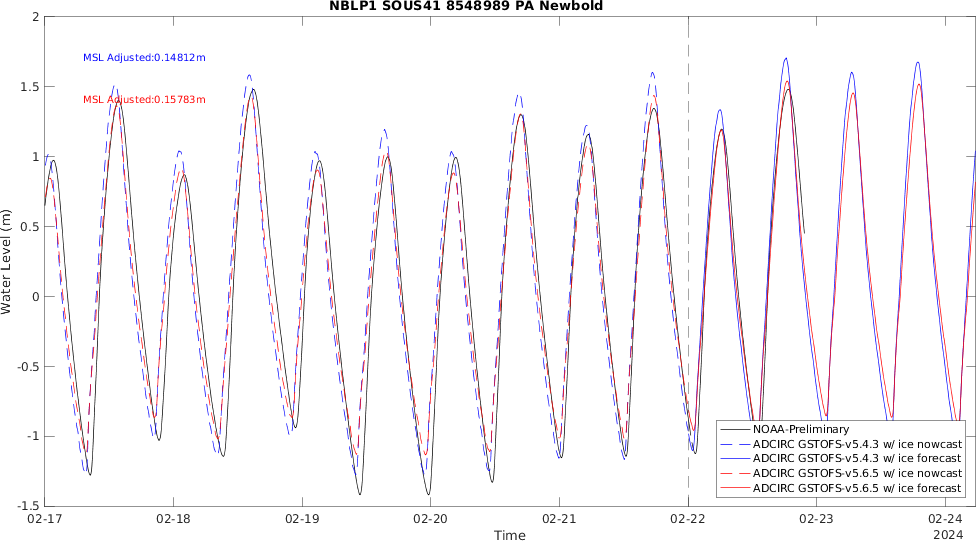 NBLP1 SOUS41 8548989 PA Newbold
2
1.5
1
0.5
0
-0.5
-1
-1.5
Water Level (m)
MSL Adjusted:0.14812m
MSL Adjusted:0.15783m
NOAA-Preliminary
ADCIRC GSTOFS-v5.4.3 w/ ice nowcast
ADCIRC GSTOFS-v5.4.3 w/ ice forecast
ADCIRC GSTOFS-v5.6.5 w/ ice nowcast
ADCIRC GSTOFS-v5.6.5 w/ ice forecast
02-17 02-18 02-19 02-20 02-21 02-22 02-23 02-24
Time
2024